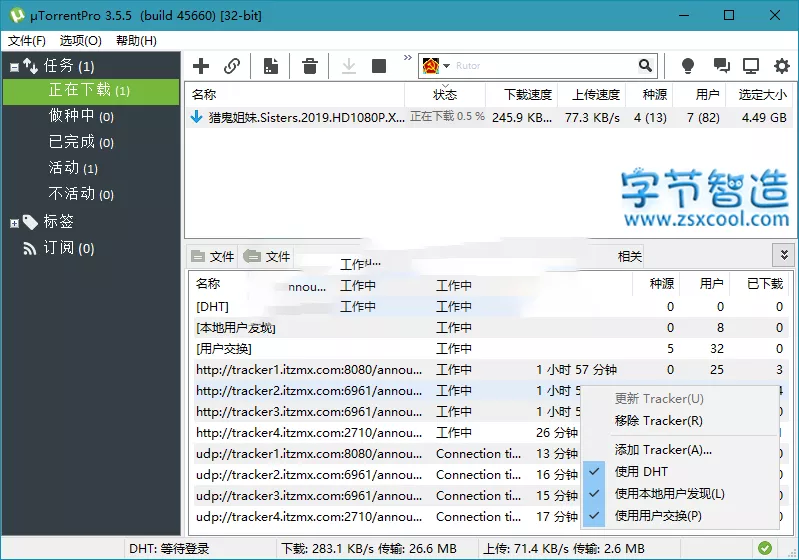 µTorrentPro 3.5.5 (build 45660) [32-bit]
文件(F) 选项(O) 帮助(H)
任务 (1)
正在下载 (1)
做种中 (0)
已完成 (0)
活动 (1)
不活动 (0)
标签
订阅 (0)
Rutor
名称 状态 下载速度 上传速度 种源 用户 选定大小
猎鬼姐妹.Sisters.2019.HD1080P.X... 正在下载 0.5 % 245.9 KB... 77.3 KB/s 4 (13) 7 (82) 4.49 GB
字节智造
www.zsxcool.com
文件 文件 相关
工作...
名称 种源 用户 已下载
nnou... 工作中 工作中
[DHT] 工作中 工作中 0 0 0
[本地用户发现] 工作中 0 8 0
[用户交换] 工作中 5 32 0
http://tracker1.itzmx.com:8080/annou... 工作中 1 小时 57 分钟 0 25 3
http://tracker2.itzmx.com:6961/annou... 工作中 1 小时 5
http://tracker3.itzmx.com:6961/annou... 工作中 1 小时 5
http://tracker4.itzmx.com:2710/annou... 工作中 26 分钟
udp://tracker1.itzmx.com:8080/annou... Connection ti... 13 分钟
udp://tracker2.itzmx.com:6961/annou... Connection ti... 16 分钟
udp://tracker3.itzmx.com:6961/annou... Connection ti... 15 分钟
udp://tracker4.itzmx.com:2710/annou... Connection ti... 17 分钟
更新 Tracker(U)
移除 Tracker(R)
添加 Tracker(A)...
使用 DHT
使用本地用户发现(L)
使用用户交换(P)
DHT: 等待登录 下载: 283.1 KB/s 传输: 26.6 MB 上传: 71.4 KB/s 传输: 2.6 MB